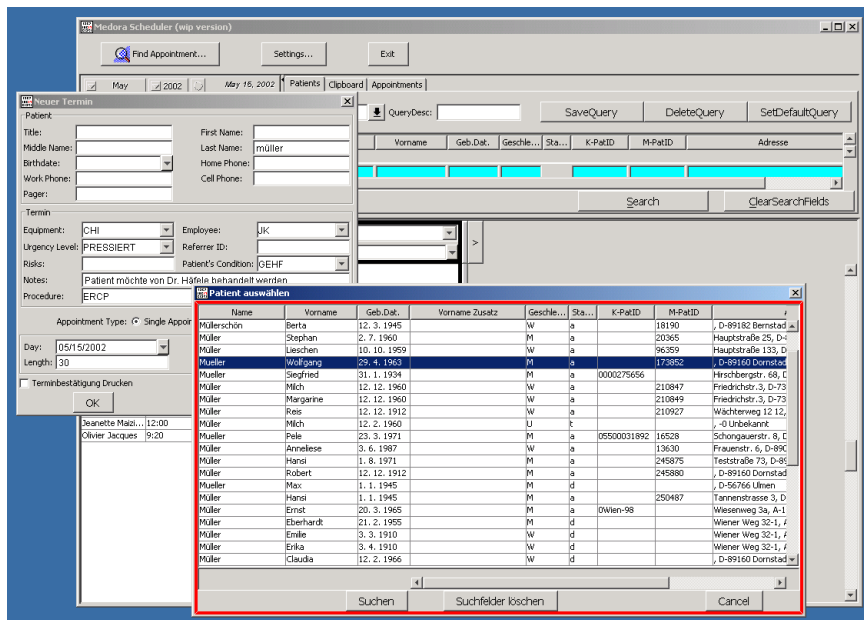 Medora Scheduler (wip version)
Find Appointment... Settings... Exit
May 2002 May 16, 2002 Patients Clipboard Appointments
QueryDesc: SaveQuery DeleteQuery SetDefaultQuery
Vorname Geb.Dat. Geschle... Sta... K-PatID M-PatID Adresse
Search ClearSearchFields
>
Neuer Termin
Patient
Title: First Name:
Middle Name: Last Name: müller
Birthdate: Home Phone:
Work Phone: Cell Phone:
Pager:
Termin
Equipment: CHI Employee: JK
Urgency Level: PRESSIERT Referrer ID:
Risks: Patient's Condition: GEHF
Notes: Patient möchte von Dr. Häfele behandelt werden
Procedure: ERCP
Appointment Type: Single Appoin
Day: 05/15/2002
Length: 30
Terminbestätigung Drucken
OK
Jeanette Maizi... 12:00
Olivier Jacques 9:20
Patient auswählen
Name Vorname Geb.Dat. Vorname Zusatz Geschle... Sta... K-PatID M-PatID
Müllerschön Berta 12. 3. 1945 W a 18190 , D-89182 Bernstad
Müller Stephan 2. 7. 1960 M a 20365 Hauptstraße 25, D-
Müller Lieschen 10. 10. 1959 W a 96359 Hauptstraße 133, D
Mueller Wolfgang 29. 4. 1963 M a 173852 , D-89160 Dornstad
Mueller Siegfried 31. 1. 1934 M a 0000275656 Hirschbergstr. 68, D
Müller Milch 12. 12. 1960 W a 210847 Friedrichstr.3, D-73
Müller Margarine 12. 12. 1960 W a 210849 Friedrichstr.3, D-73
Müller Reis 12. 12. 1912 W a 210927 Wächterweg 12 12,
Müller Milch 12. 2. 1960 U t , -0 Unbekannt
Mueller Pele 23. 3. 1971 M a 05500031892 16528 Schongauerstr. 8, D
Müller Anneliese 3. 6. 1987 W a 13630 Frauenstr. 6, D-890
Müller Hansi 1. 8. 1971 M a 245875 Teststraße 73, D-89
Müller Robert 12. 12. 1912 M a 245880 , D-89160 Dornstad
Mueller Max 1. 1. 1945 M d , D-56766 Ulmen
Müller Hansi 1. 1. 1945 M a 250487 Tannenstrasse 3, D
Müller Ernst 20. 3. 1965 M a 0Wien-98 Wiesenweg 3a, A-1
Müller Eberhardt 21. 2. 1955 M d Wiener Weg 32-1, A
Müller Emilie 3. 3. 1910 W d Wiener Weg 32-1, A
Müller Erika 3. 4. 1910 W d Wiener Weg 32-1, A
Müller Claudia 12. 2. 1966 W d , D-89160 Dornstad
Suchen Suchfelder löschen Cancel